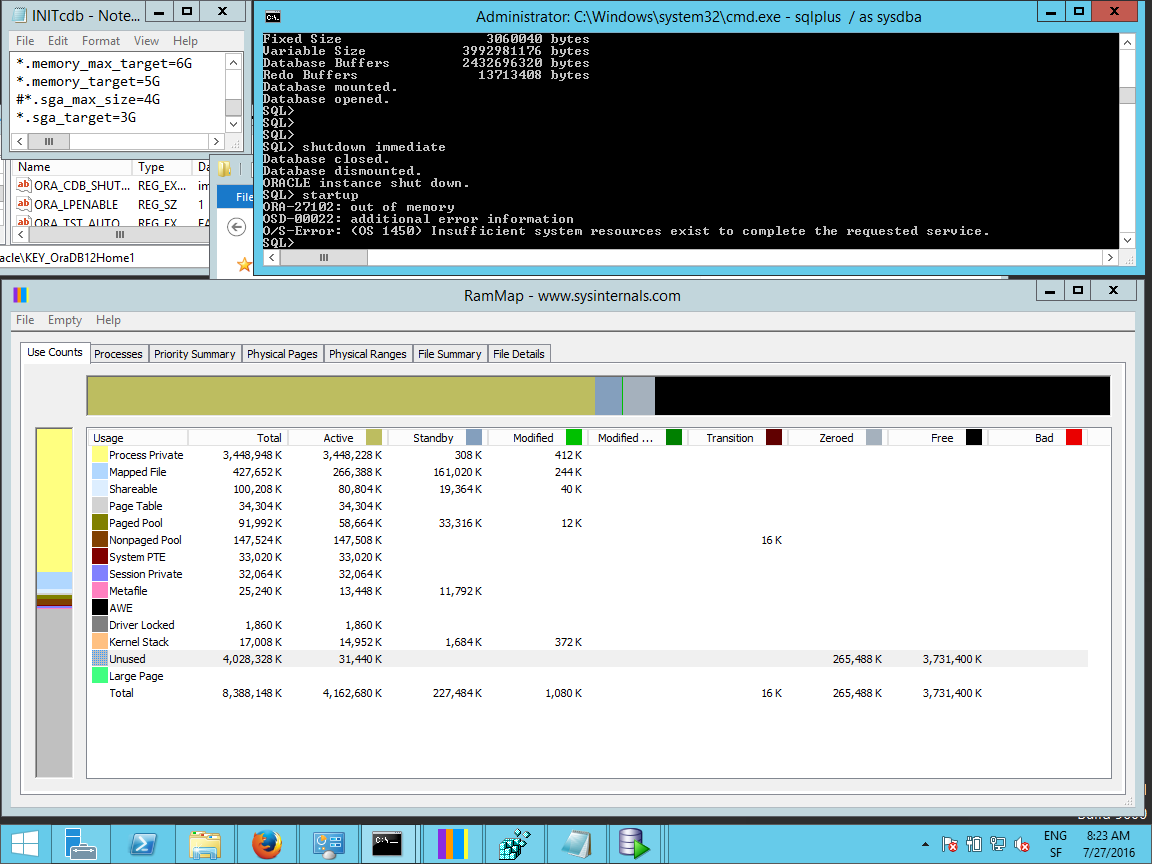 INITcdb - Note...
File Edit Format View Help
*.memory_max_target=6G
*.memory_target=5G
#*.sga_max_size=4G
*.sga_target=3G
Name Type
ORA_CDB_SHUT... REG_EX... im
ORA_LPENABLE REG_SZ 1
ORA_TST_AUTO
acle\KEY_OraDB12Home1
File
Administrator: C:\Windows\system32\cmd.exe - sqlplus / as sysdba
Fixed Size 3060040 bytes
Variable Size 3992981176 bytes
Database Buffers 2432696320 bytes
Redo Buffers 13713408 bytes
Database mounted.
Database opened.
SQL>
SQL>
SQL>
SQL> shutdown immediate
Database closed.
Database dismounted.
ORACLE instance shut down.
SQL> startup
ORA-27102: out of memory
OSD-00022: additional error information
O/S-Error: (OS 1450) Insufficient system resources exist to complete the requested service.
SQL>
RamMap - www.sysinternals.com
File Empty Help
Use Counts Processes Priority Summary Physical Pages Physical Ranges File Summary File Details
Usage Total Active Standby Modified Modified ... Transition Zeroed Free Bad
Process Private 3,448,948 K 3,448,228 K 308 K 412 K
Mapped File 427,652 K 266,388 K 161,020 K 244 K
Shareable 100,208 K 80,804 K 19,364 K 40 K
Page Table 34,304 K 34,304 K
Paged Pool 91,992 K 58,664 K 33,316 K 12 K
Nonpaged Pool 147,524 K 147,508 K 16 K
System PTE 33,020 K 33,020 K
Session Private 32,064 K 32,064 K
Metafile 25,240 K 13,448 K 11,792 K
AWE
Driver Locked 1,860 K 1,860 K
Kernel Stack 17,008 K 14,952 K 1,684 K 372 K
Unused 4,028,328 K 31,440 K 265,488 K 3,731,400 K
Large Page
Total 8,388,148 K 4,162,680 K 227,484 K 1,080 K 16 K 265,488 K 3,731,400 K
ENG 8:23 AM
SF 7/27/2016